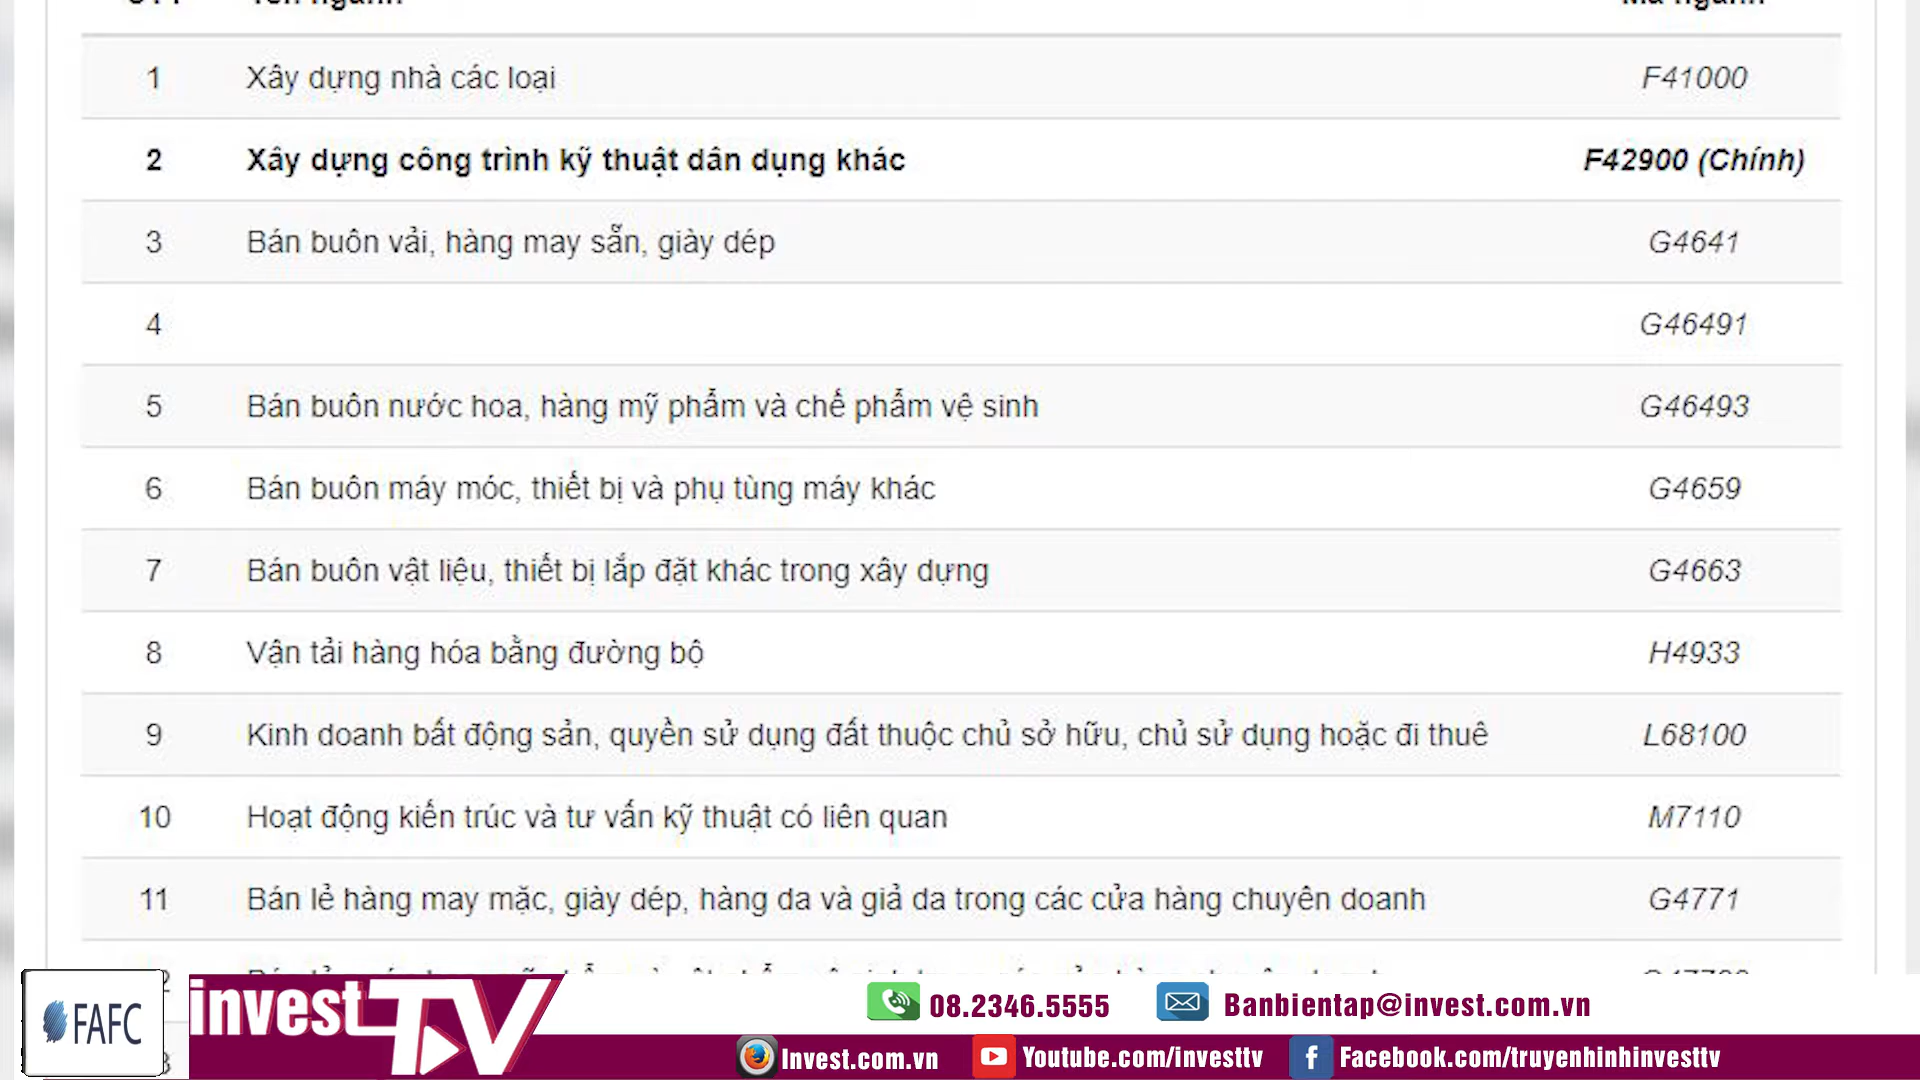 1 Xây dựng nhà các loại F41000
2 Xây dựng công trình kỹ thuật dân dụng khác F42900 (Chính)
3 Bán buôn vải, hàng may sẵn, giày dép G4641
4 G46491
5 Bán buôn nước hoa, hàng mỹ phẩm và chế phẩm vệ sinh G46493
6 Bán buôn máy móc, thiết bị và phụ tùng máy khác G4659
7 Bán buôn vật liệu, thiết bị lắp đặt khác trong xây dựng G4663
8 Vận tải hàng hóa bằng đường bộ H4933
9 Kinh doanh bất động sản, quyền sử dụng đất thuộc chủ sở hữu, chủ sử dụng hoặc đi thuê L68100
10 Hoạt động kiến trúc và tư vấn kỹ thuật có liên quan M7110
11 Bán lẻ hàng may mặc, giày dép, hàng da và giả da trong các cửa hàng chuyên doanh G4771
FAFC
invest TV
08.2346.5555 Banbientap@invest.com.vn
Invest.com.vn Youtube.com/investtv Facebook.com/truyenhinhinvesttv